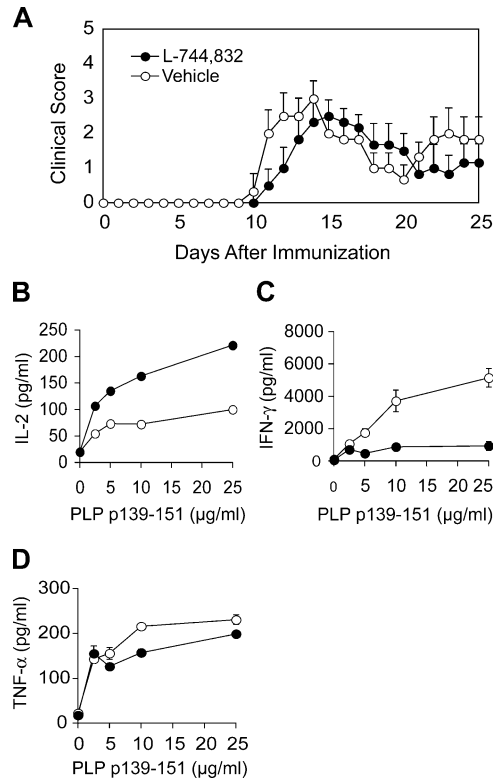 A
L-744,832
Vehicle
Clinical Score
5
4
3
2
1
0
0 5 10 15 20 25
Days After Immunization
B
IL-2 (pg/ml)
250
200
150
100
50
0
0 5 10 15 20 25
PLP p139-151 (µg/ml)
C
IFN-γ (pg/ml)
8000
6000
4000
2000
0
0 5 10 15 20 25
PLP p139-151 (µg/ml)
D
TNF-α (pg/ml)
300
200
100
0
0 5 10 15 20 25
PLP p139-151 (µg/ml)